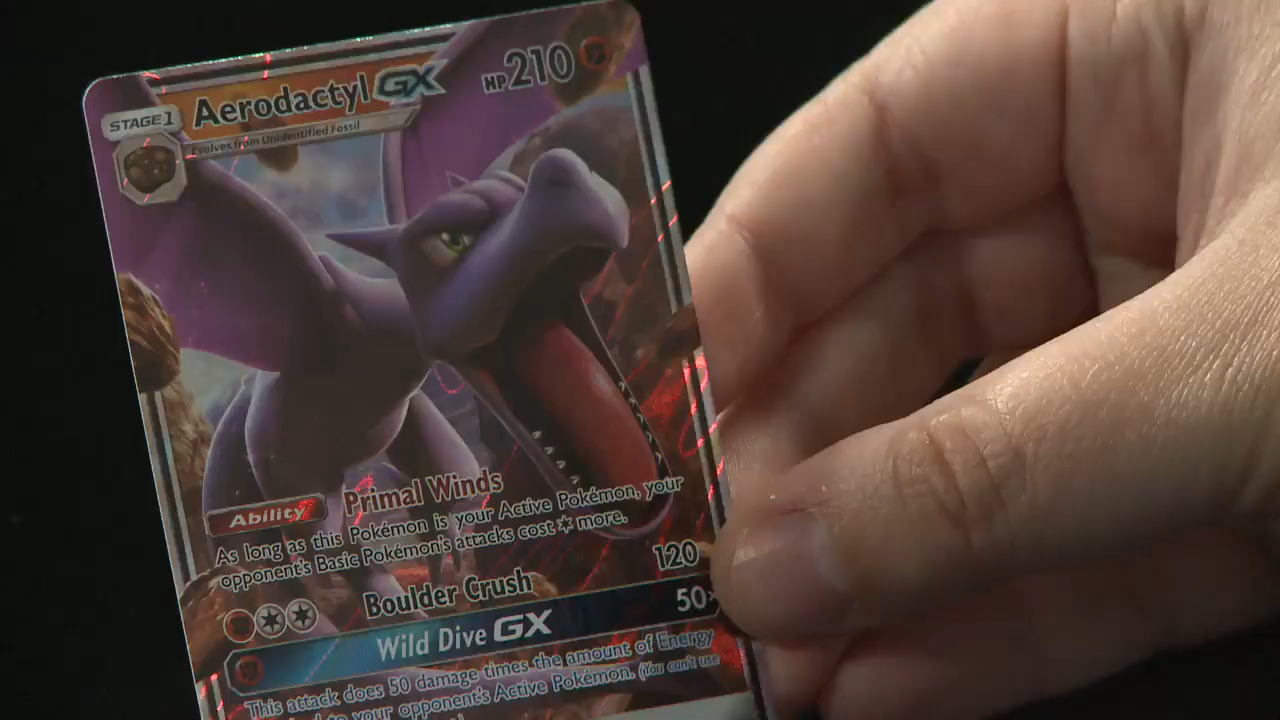 Aerodactyl GX
HP 210
STAGE 1
Evolves from Unidentified Fossil
Ability Primal Winds
As long as this Pokémon is your Active Pokémon, your
opponent's Basic Pokémon's attacks cost more.
Boulder Crush 120
Wild Dive GX 50×
This attack does 50 damage times the amount of Energy
to your opponent's Active Pokémon. (You can't use